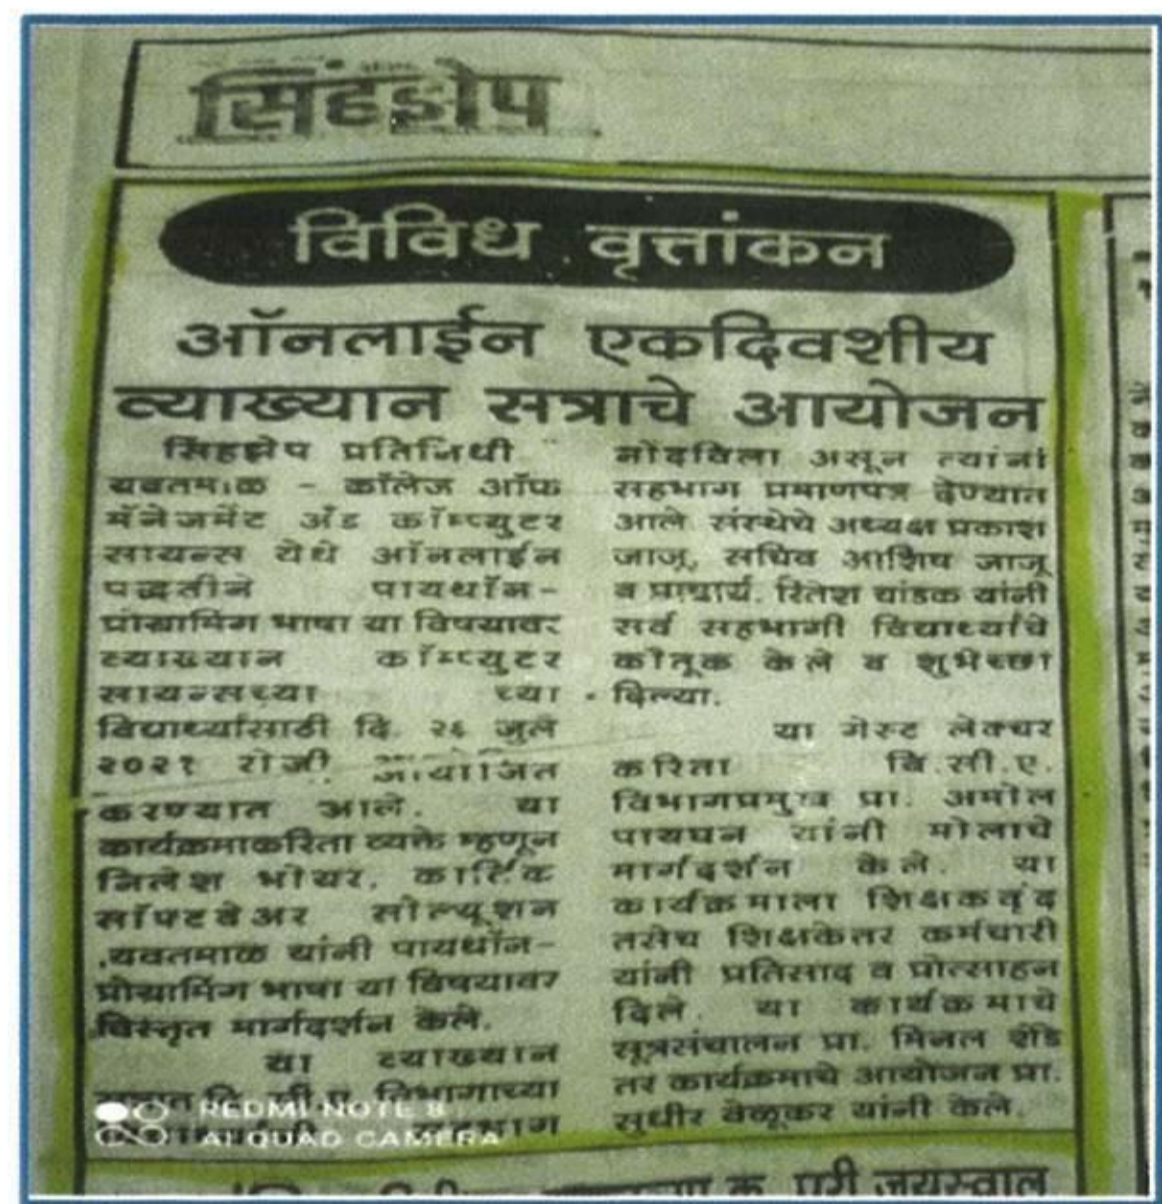 सिंहझेप
विविध वृत्तांकन
ऑनलाईन एकदिवशीय
व्याख्यान सत्राचे आयोजन
सिंहझेप प्रतिनिधी
यवतमाळ - कॉलेज ऑफ
मॅनेजमेंट अँड कॉम्प्युटर
सायन्स येथे ऑनलाईन
पद्धतीने पायथॉन-
प्रोग्रामिंग भाषा या विषयावर
व्याख्यान कॉम्प्युटर
सायन्सच्या च्या
विद्यार्थ्यांसाठी दि. २६ जुलै
२०२१ रोजी आयोजित
करण्यात आले. या
कार्यक्रमाकरिता व्यक्ते म्हणून
निलेश भोयर, कार्तिक
सॉफ्टवेअर सोल्यूशन
,यवतमाळ यांनी पायथॉन-
प्रोग्रामिंग भाषा या विषयावर
विस्तृत मार्गदर्शन केले.
या व्याख्यान
दि. सी.ए. विभागाच्या
सहभाग
नोंदविला असून त्यांना
सहभाग प्रमाणपत्र देण्यात
आले संस्थेचे अध्यक्ष प्रकाश
जाजू, सचिव आशिष जाजू
व प्राचार्य. रितेश चांडक यांनी
सर्व सहभागी विद्यार्थ्यांचे
कौतूक केले व शुभेच्छा
दिल्या.
या गेस्ट लेक्चर
करिता बि.सी.ए.
विभागप्रमुख प्रा. अमोल
पायघन यांनी मोलाचे
मार्गदर्शन केले. या
कार्यक्रमाला शिक्षकवृंद
तसेच शिक्षकेतर कर्मचारी
यांनी प्रतिसाद व प्रोत्साहन
दिले. या कार्यक्रमाचे
सूत्रसंचालन प्रा. मिनल शेंडे
तर कार्यक्रमाचे आयोजन प्रा.
सुधीर वेळूकर यांनी केले.
REDMI NOTE 8
AI QUAD CAMERA